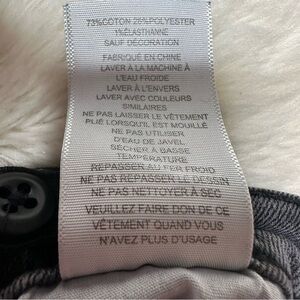 73%COTON 26%POLYESTER
1%ÉLASTHANNE
SAUF DÉCORATION
FABRIQUÉ EN CHINE
LAVER À LA MACHINE À
L'EAU FROIDE
LAVER À L'ENVERS
LAVER AVEC COULEURS
SIMILAIRES
NE PAS LAISSER LE VÊTEMENT
PLIÉ LORSQU'IL EST MOUILLÉ
NE PAS UTILISER
D'EAU DE JAVEL
SÉCHER À BASSE
TEMPÉRATURE
REPASSER AU FER FROID
NE PAS REPASSER LE DESSIN
NE PAS NETTOYER À SEC
VEUILLEZ FAIRE DON DE CE
VÊTEMENT QUAND VOUS
N'AVEZ PLUS D'USAGE